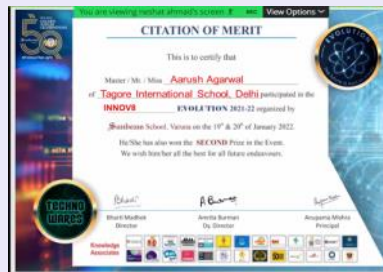 You are viewing neshat ahmad's screen
REC
View Options
50
EVOLUTION
CITATION OF MERIT
This is to certify that
Master / Mr. / Miss Aarush Agarwal
of Tagore International School, Delhi participated in the
INNOVII EVOLUTION 2021-22 organized by
Sunbeam School, Varuna on the 19th & 20th of January 2022.
He/She has also won the SECOND Prize in the Event.
We wish him/her all the best for all future endeavours.
TECHNO
WARES
Bharti Madhok
Director
Amrita Burman
Dy. Director
Anupama Mishra
Principal
Knowledge
Associates